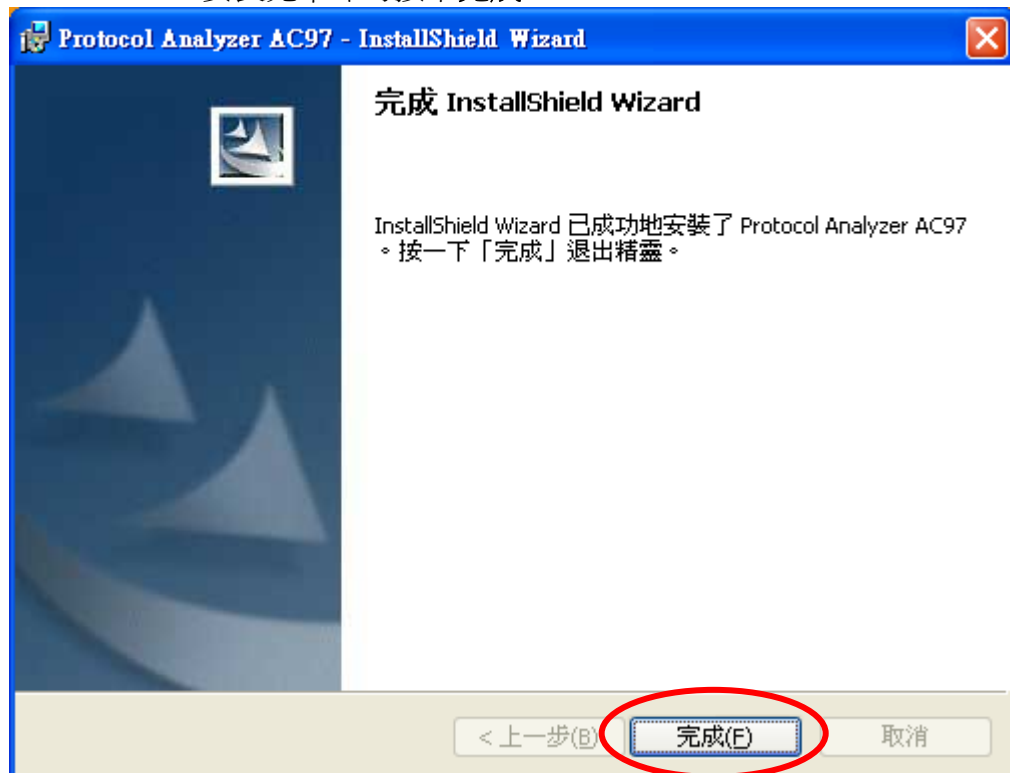 Protocol Analyzer AC97 - InstallShield Wizard
完成 InstallShield Wizard
InstallShield Wizard 已成功地安裝了 Protocol Analyzer AC97
。按一下「完成」退出精靈。
<上一步(B) 完成(F) 取消